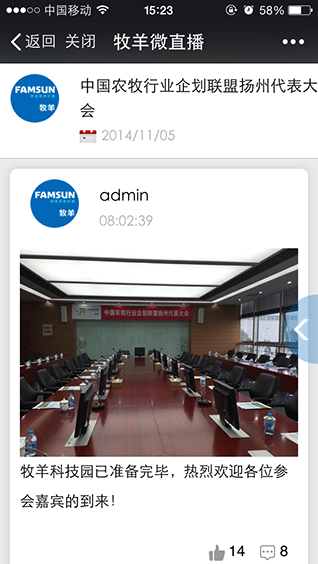 中国移动 15:23 58%
返回 关闭 牧羊微直播
FAMSUN
牧羊
中国农牧行业企划联盟扬州代表大
会
2014/11/05
FAMSUN
牧羊
admin
08:02:39
中国农牧行业企划联盟扬州代表大会
牧羊科技园已准备完毕，热烈欢迎各位参
会嘉宾的到来！
14 8